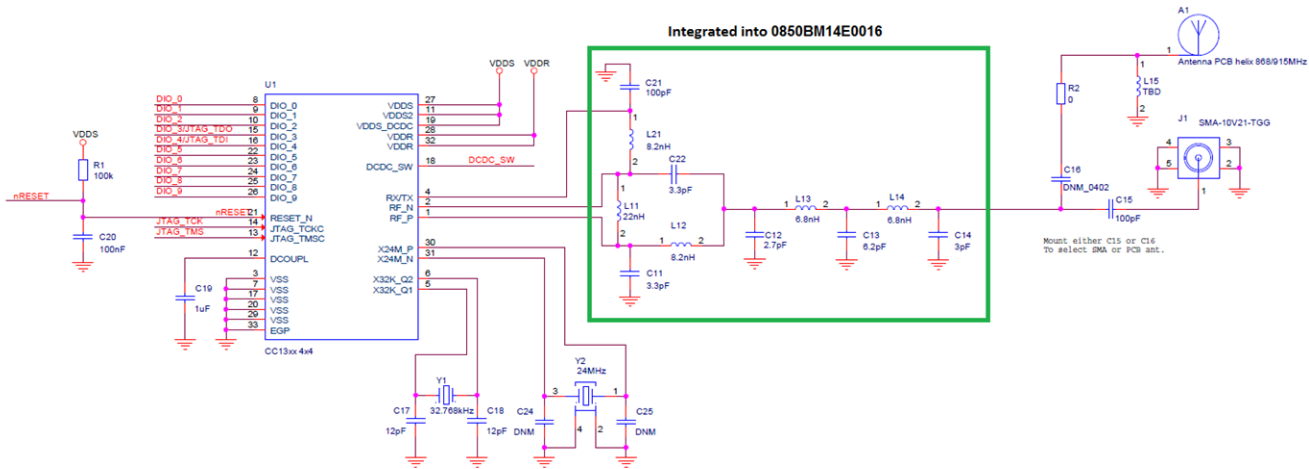 Integrated into 0850BM14E0016
A1
1
Antenna PCB helix 868/915MHz
VDDS VDDR
U1
DIO_0 8 DIO_0 VDDS 27
DIO_1 9 DIO_1 VDDS2 11
DIO_2 10 DIO_2 VDDS_DCDC 19
DIO_3/JTAG_TDO 15 DIO_3 VDDR 28
DIO_4/JTAG_TDI 16 DIO_4 VDDR 32
DIO_5 22 DIO_5
DIO_6 23 DIO_6 DCDC_SW 18 DCDC_SW
DIO_7 24 DIO_7
DIO_8 25 DIO_8
DIO_9 26 DIO_9 RX/TX 4
RF_N 2
nRESET 21 RESET_N RF_P 1
JTAG_TCK 14 JTAG_TCKC
JTAG_TMS 13 JTAG_TMSC X24M_P 30
X24M_N 31
12 DCOUPL
X32K_Q2 6
3 VSS X32K_Q1 5
7 VSS
17 VSS
20 VSS
29 VSS
33 EGP
CC13xx 4x4
VDDS
R1
100k
nRESET
C20
100nF
C19
1uF
C21
100pF
1
L21
8.2nH
2
C22
3.3pF
1
L11
22nH
2
L12
1 2
8.2nH
C11
3.3pF
L13
1 2
6.8nH
L14
1 2
6.8nH
C12
2.7pF
C13
6.2pF
C14
3pF
R2
0
1
L15
TBD
2
J1
SMA-10V21-TGG
4 3
5 2
1
C16
DNM_0402
C15
100pF
Mount either C15 or C16
To select SMA or PCB ant.
Y1
32.768kHz
C17
12pF
C18
12pF
Y2
24MHz
3 1
4 2
C24
DNM
C25
DNM